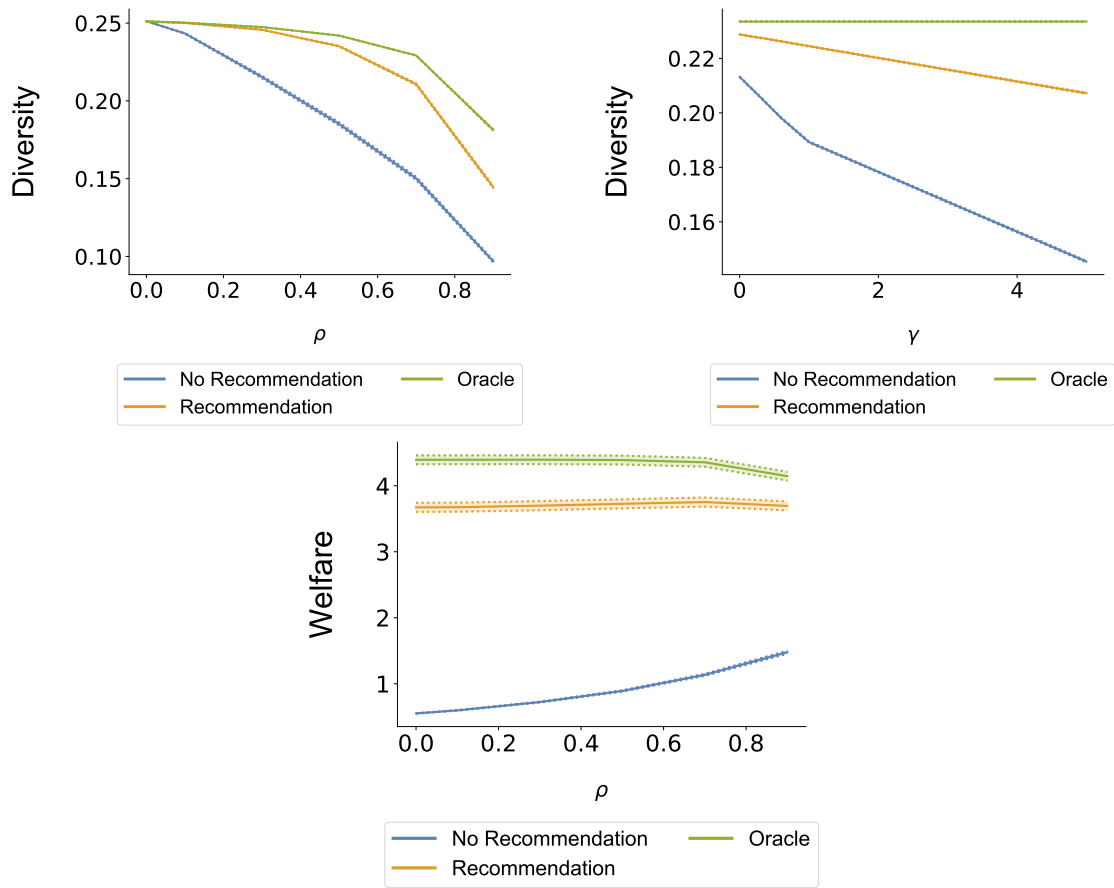 0.25
0.20
0.15
0.10
Diversity
0.0 0.2 0.4 0.6 0.8
ρ
No Recommendation Oracle
Recommendation
0.22
0.20
0.18
0.16
Diversity
0 2 4
γ
No Recommendation Oracle
Recommendation
4
3
2
1
Welfare
0.0 0.2 0.4 0.6 0.8
ρ
No Recommendation Oracle
Recommendation